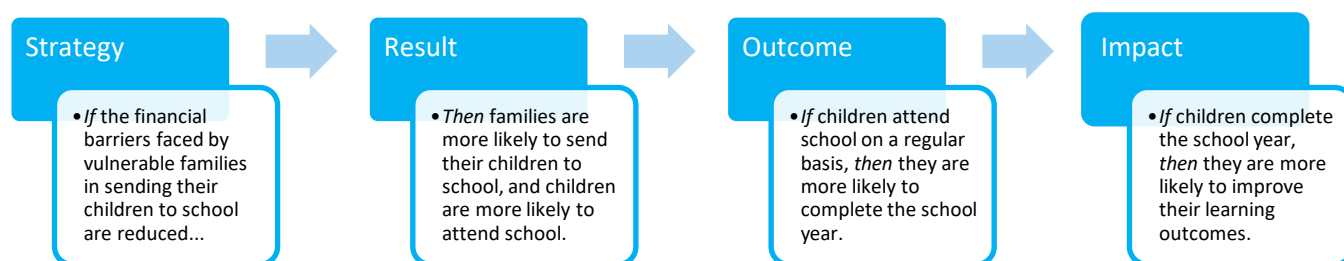 Strategy
• If the financial
barriers faced by
vulnerable families
in sending their
children to school
are reduced...
Result
• Then families are
more likely to send
their children to
school, and children
are more likely to
attend school.
Outcome
• If children attend
school on a regular
basis, then they are
more likely to
complete the school
year.
Impact
• If children complete
the school year,
then they are more
likely to improve
their learning
outcomes.